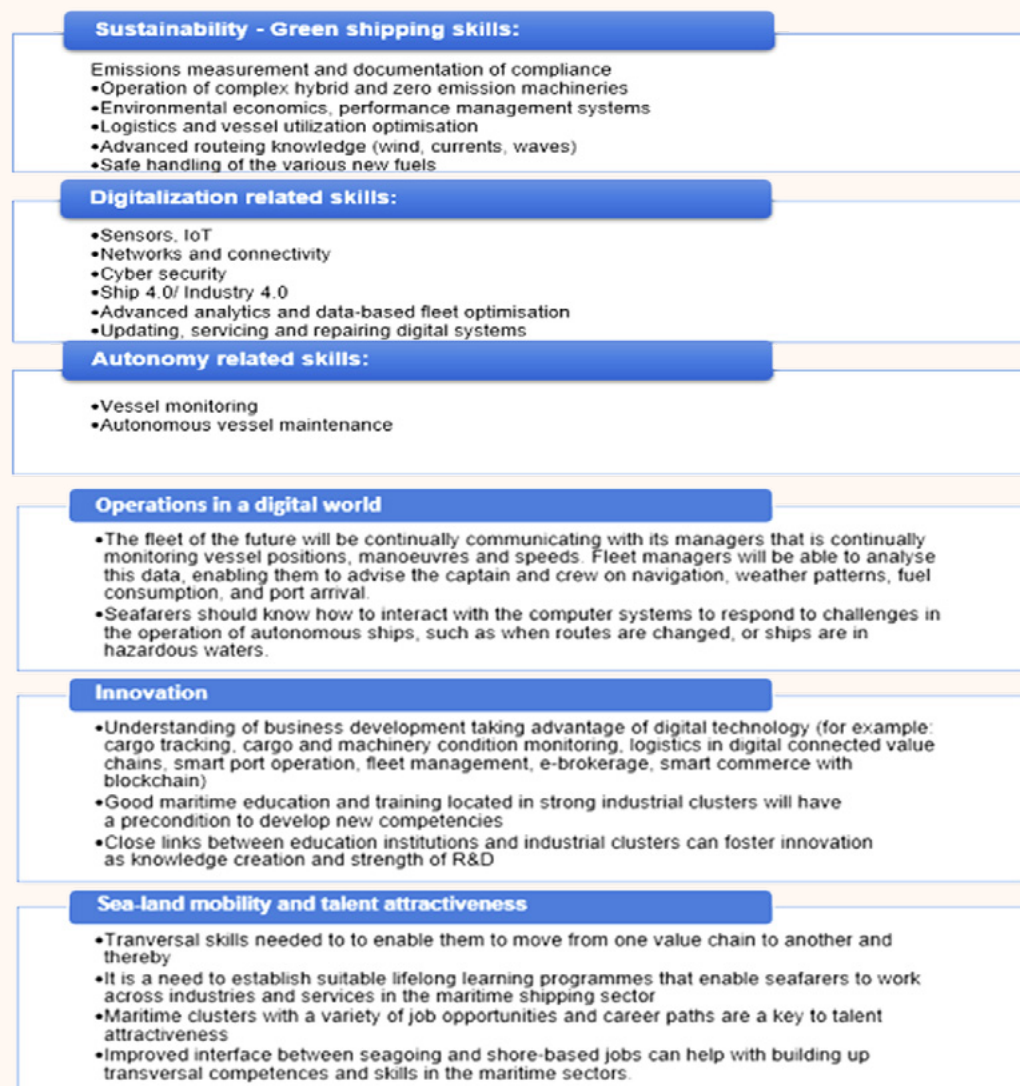 Sustainability - Green shipping skills:
Emissions measurement and documentation of compliance
•Operation of complex hybrid and zero emission machineries
•Environmental economics, performance management systems
•Logistics and vessel utilization optimisation
•Advanced routeing knowledge (wind, currents, waves)
•Safe handling of the various new fuels
Digitalization related skills:
•Sensors, IoT
•Networks and connectivity
•Cyber security
•Ship 4.0/ Industry 4.0
•Advanced analytics and data-based fleet optimisation
•Updating, servicing and repairing digital systems
Autonomy related skills:
•Vessel monitoring
•Autonomous vessel maintenance
Operations in a digital world
•The fleet of the future will be continually communicating with its managers that is continually
monitoring vessel positions, manoeuvres and speeds. Fleet managers will be able to analyse
this data, enabling them to advise the captain and crew on navigation, weather patterns, fuel
consumption, and port arrival.
•Seafarers should know how to interact with the computer systems to respond to challenges in
the operation of autonomous ships, such as when routes are changed, or ships are in
hazardous waters.
Innovation
•Understanding of business development taking advantage of digital technology (for example:
cargo tracking, cargo and machinery condition monitoring, logistics in digital connected value
chains, smart port operation, fleet management, e-brokerage, smart commerce with
blockchain)
•Good maritime education and training located in strong industrial clusters will have
a precondition to develop new competencies
•Close links between education institutions and industrial clusters can foster innovation
as knowledge creation and strength of R&D
Sea-land mobility and talent attractiveness
•Tranversal skills needed to to enable them to move from one value chain to another and
thereby
•It is a need to establish suitable lifelong learning programmes that enable seafarers to work
across industries and services in the maritime shipping sector
•Maritime clusters with a variety of job opportunities and career paths are a key to talent
attractiveness
•Improved interface between seagoing and shore-based jobs can help with building up
transversal competences and skills in the maritime sectors.